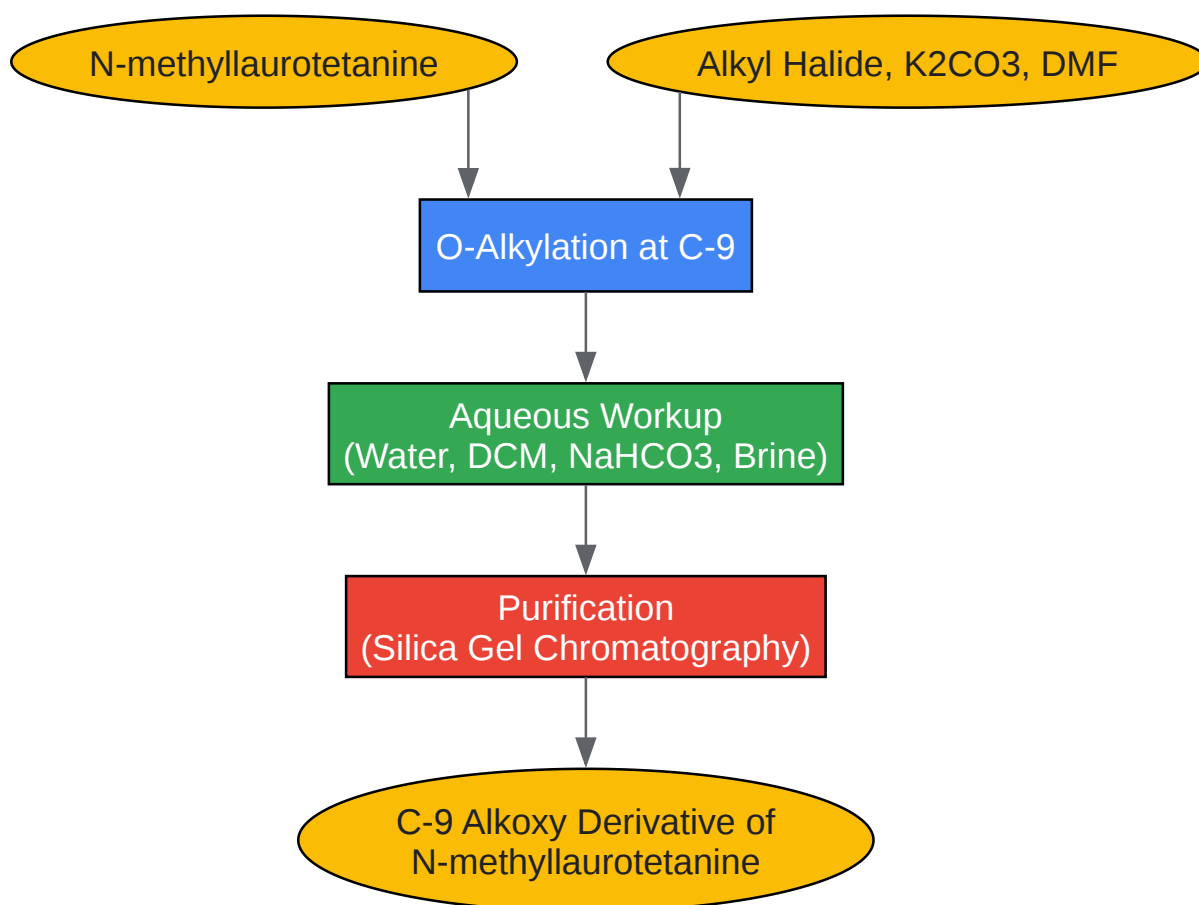 N-methyllaurotetanine
Alkyl Halide, K2CO3, DMF
O-Alkylation at C-9
Aqueous Workup
(Water, DCM, NaHCO3, Brine)
Purification
(Silica Gel Chromatography)
C-9 Alkoxy Derivative of
N-methyllaurotetanine